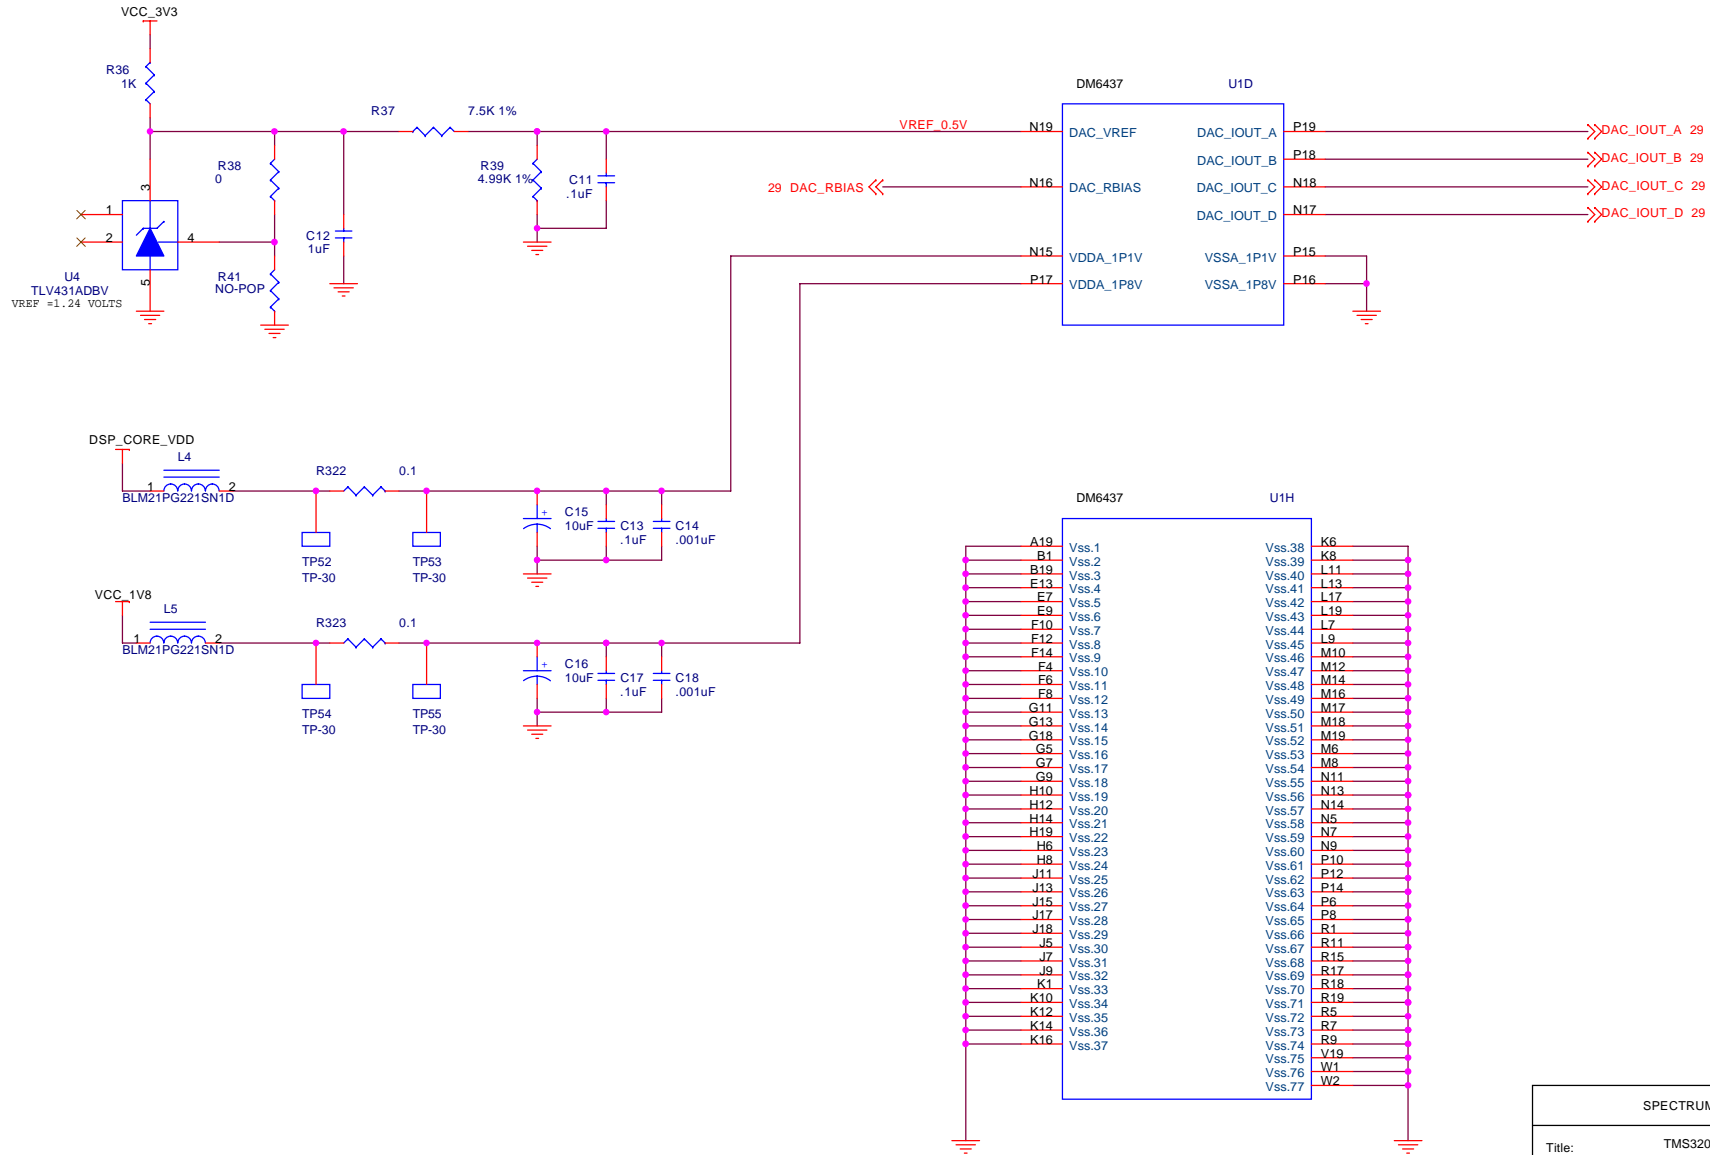 VCC_3V3
R36
1K
R37 7.5K 1%
R38
0
R39
4.99K 1%
C11
.1uF
C12
1uF
3
1
2
4
5
U4
TLV431ADBV
VREF =1.24 VOLTS
R41
NO-POP
VREF_0.5V
29 DAC_RBIAS
DM6437 U1D
N19 DAC_VREF DAC_IOUT_A P19 DAC_IOUT_A 29
DAC_IOUT_B P18 DAC_IOUT_B 29
N16 DAC_RBIAS DAC_IOUT_C N18 DAC_IOUT_C 29
DAC_IOUT_D N17 DAC_IOUT_D 29
N15 VDDA_1P1V VSSA_1P1V P15
P17 VDDA_1P8V VSSA_1P8V P16
DSP_CORE_VDD
L4
1 2
BLM21PG221SN1D
R322 0.1
TP52
TP-30
TP53
TP-30
+
C15
10uF
C13
.1uF
C14
.001uF
VCC_1V8
L5
1 2
BLM21PG221SN1D
R323 0.1
TP54
TP-30
TP55
TP-30
+
C16
10uF
C17
.1uF
C18
.001uF
DM6437 U1H
A19 Vss.1 Vss.38 K6
B1 Vss.2 Vss.39 K8
B19 Vss.3 Vss.40 L11
E13 Vss.4 Vss.41 L13
E7 Vss.5 Vss.42 L17
E9 Vss.6 Vss.43 L19
F10 Vss.7 Vss.44 L7
F12 Vss.8 Vss.45 L9
F14 Vss.9 Vss.46 M10
F4 Vss.10 Vss.47 M12
F6 Vss.11 Vss.48 M14
F8 Vss.12 Vss.49 M16
G11 Vss.13 Vss.50 M17
G13 Vss.14 Vss.51 M18
G18 Vss.15 Vss.52 M19
G5 Vss.16 Vss.53 M6
G7 Vss.17 Vss.54 M8
G9 Vss.18 Vss.55 N11
H10 Vss.19 Vss.56 N13
H12 Vss.20 Vss.57 N14
H14 Vss.21 Vss.58 N5
H19 Vss.22 Vss.59 N7
H6 Vss.23 Vss.60 N9
H8 Vss.24 Vss.61 P10
J11 Vss.25 Vss.62 P12
J13 Vss.26 Vss.63 P14
J15 Vss.27 Vss.64 P6
J17 Vss.28 Vss.65 P8
J18 Vss.29 Vss.66 R1
J5 Vss.30 Vss.67 R11
J7 Vss.31 Vss.68 R15
J9 Vss.32 Vss.69 R17
K1 Vss.33 Vss.70 R18
K10 Vss.34 Vss.71 R19
K12 Vss.35 Vss.72 R5
K14 Vss.36 Vss.73 R7
K16 Vss.37 Vss.74 R9
Vss.75 V19
Vss.76 W1
Vss.77 W2
SPECTRUM
Title: TMS320